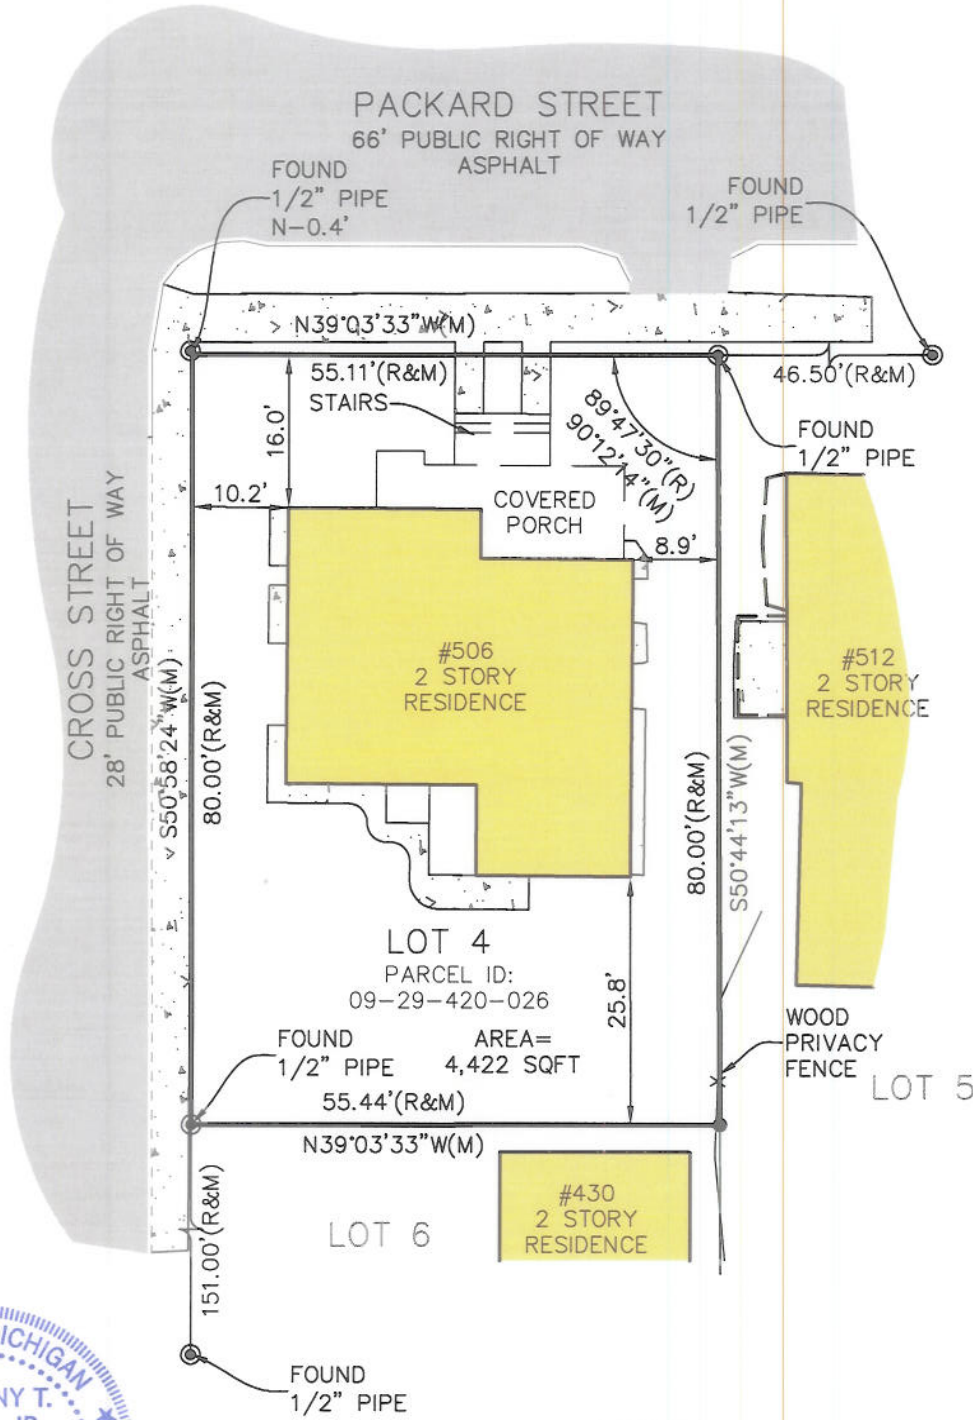 PACKARD STREET
66' PUBLIC RIGHT OF WAY
ASPHALT
FOUND
1/2" PIPE
N-0.4'
FOUND
1/2" PIPE
N39°03'33"W(M)
55.11'(R&M)
46.50'(R&M)
STAIRS
16.0'
89°47'30"(R)
90°12'14"(M)
FOUND
1/2" PIPE
10.2'
COVERED
PORCH
8.9'
CROSS STREET
28' PUBLIC RIGHT OF WAY
ASPHALT
S50°58'24"W(M)
80.00'(R&M)
#506
2 STORY
RESIDENCE
#512
2 STORY
RESIDENCE
80.00'(R&M)
S50°44'13"W(M)
LOT 4
PARCEL ID:
09-29-420-026
25.8'
AREA=
4,422 SQFT
FOUND
1/2" PIPE
WOOD
PRIVACY
FENCE
LOT 5
55.44'(R&M)
N39°03'33"W(M)
LOT 6
#430
2 STORY
RESIDENCE
151.00'(R&M)
FOUND
1/2" PIPE
ICHIGAN
NY T.